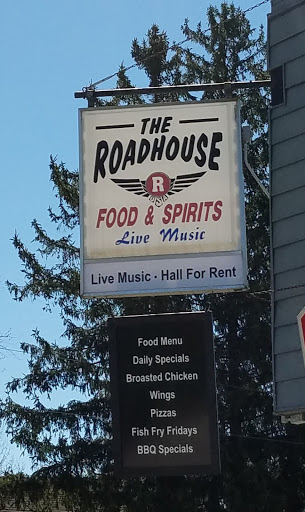 THE
ROADHOUSE
R
FOOD & SPIRITS
Live Music
Live Music · Hall For Rent
Food Menu
Daily Specials
Broasted Chicken
Wings
Pizzas
Fish Fry Fridays
BBQ Specials